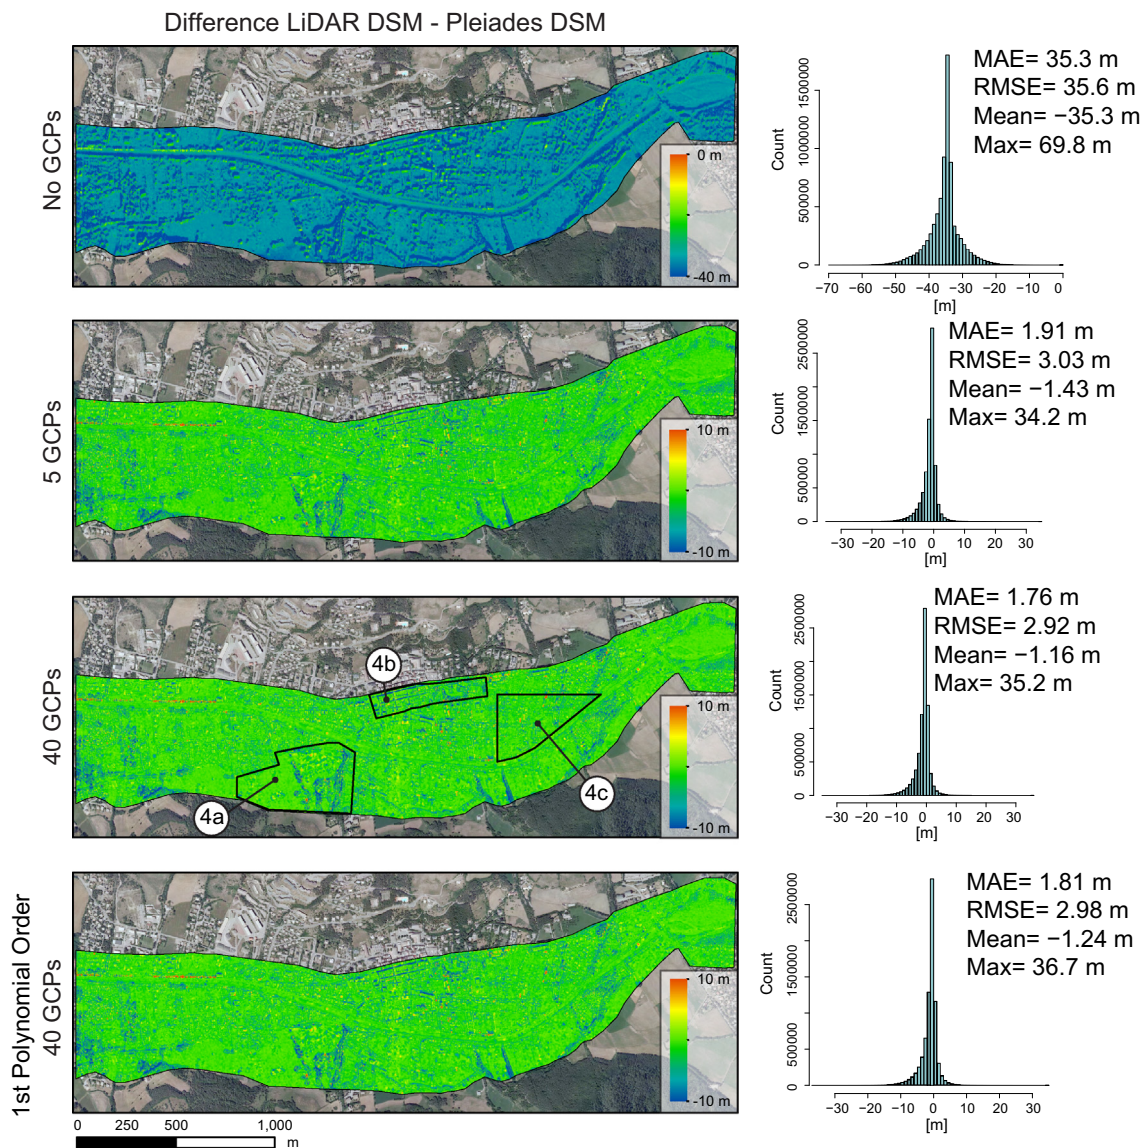 Difference LiDAR DSM - Pleiades DSM
No GCPs
0 m
-40 m
Count
0
500000
1000000
1500000
MAE= 35.3 m
RMSE= 35.6 m
Mean= −35.3 m
Max= 69.8 m
−70 −60 −50 −40 −30 −20 −10 0
[m]
5 GCPs
10 m
-10 m
Count
0
500000
1500000
2500000
MAE= 1.91 m
RMSE= 3.03 m
Mean= −1.43 m
Max= 34.2 m
−30 −20 −10 0 10 20 30
[m]
40 GCPs
4a
4b
4c
10 m
-10 m
Count
0
500000
1500000
2500000
MAE= 1.76 m
RMSE= 2.92 m
Mean= −1.16 m
Max= 35.2 m
−30 −20 −10 0 10 20 30
[m]
1st Polynomial Order
40 GCPs
10 m
-10 m
Count
0
500000
1500000
2500000
MAE= 1.81 m
RMSE= 2.98 m
Mean= −1.24 m
Max= 36.7 m
−30 −20 −10 0 10 20 30
[m]
0 250 500 1,000
m